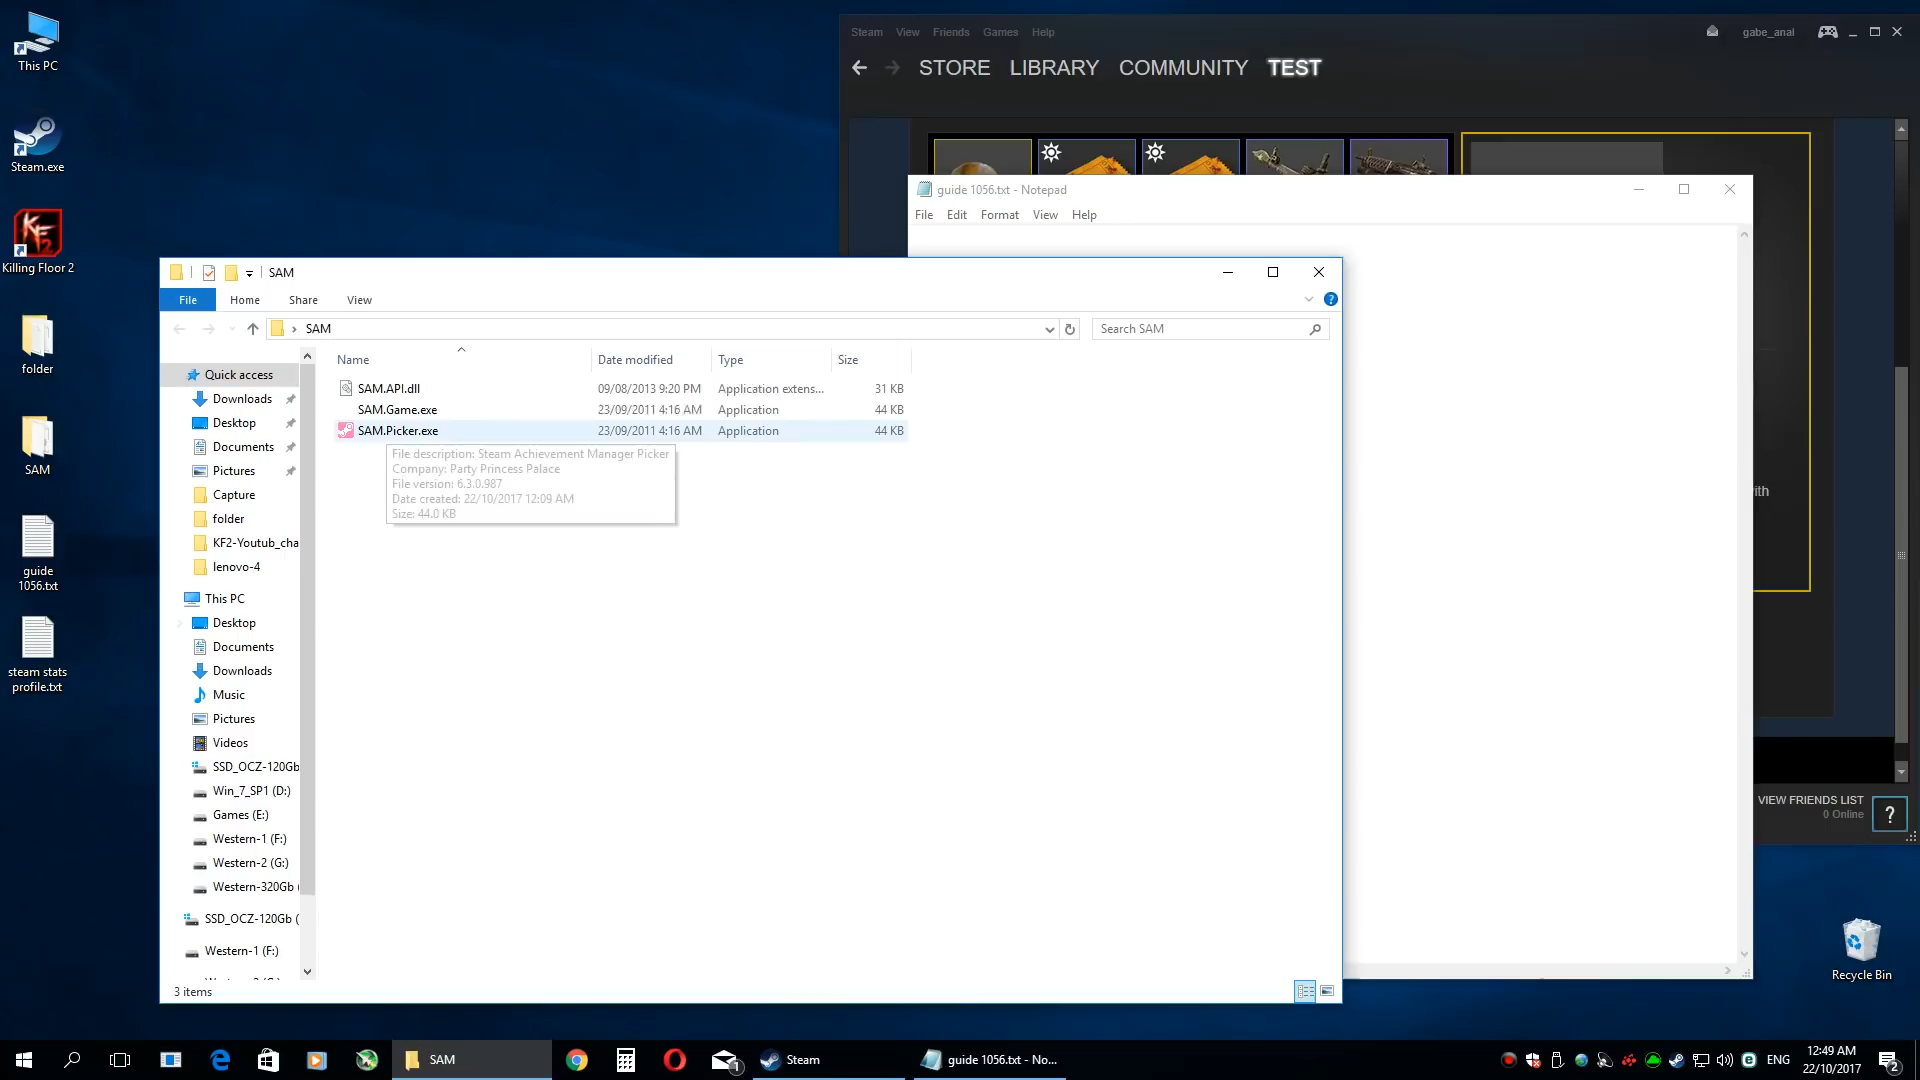 This PC
Steam.exe
KF2
Killing Floor 2
folder
SAM
guide
1056.txt
steam stats
profile.txt
Steam View Friends Games Help
gabe_anal
STORE LIBRARY COMMUNITY TEST
guide 1056.txt - Notepad
File Edit Format View Help
SAM
File Home Share View
SAM
Search SAM
Name Date modified Type Size
SAM.API.dll 09/08/2013 9:20 PM Application extens... 31 KB
SAM.Game.exe 23/09/2011 4:16 AM Application 44 KB
SAM.Picker.exe 23/09/2011 4:16 AM Application 44 KB
File description: Steam Achievement Manager Picker
Company: Party Princess Palace
File version: 6.3.0.987
Date created: 22/10/2017 12:09 AM
Size: 44.0 KB
Quick access
Downloads
Desktop
Documents
Pictures
Capture
folder
KF2-Youtub_cha
lenovo-4
This PC
Desktop
Documents
Downloads
Music
Pictures
Videos
SSD_OCZ-120Gb
Win_7_SP1 (D:)
Games (E:)
Western-1 (F:)
Western-2 (G:)
Western-320Gb (
SSD_OCZ-120Gb (
Western-1 (F:)
3 items
ith
VIEW FRIENDS LIST
0 Online
?
Recycle Bin
SAM
1
Steam
guide 1056.txt - No...
ENG
12:49 AM
22/10/2017
2